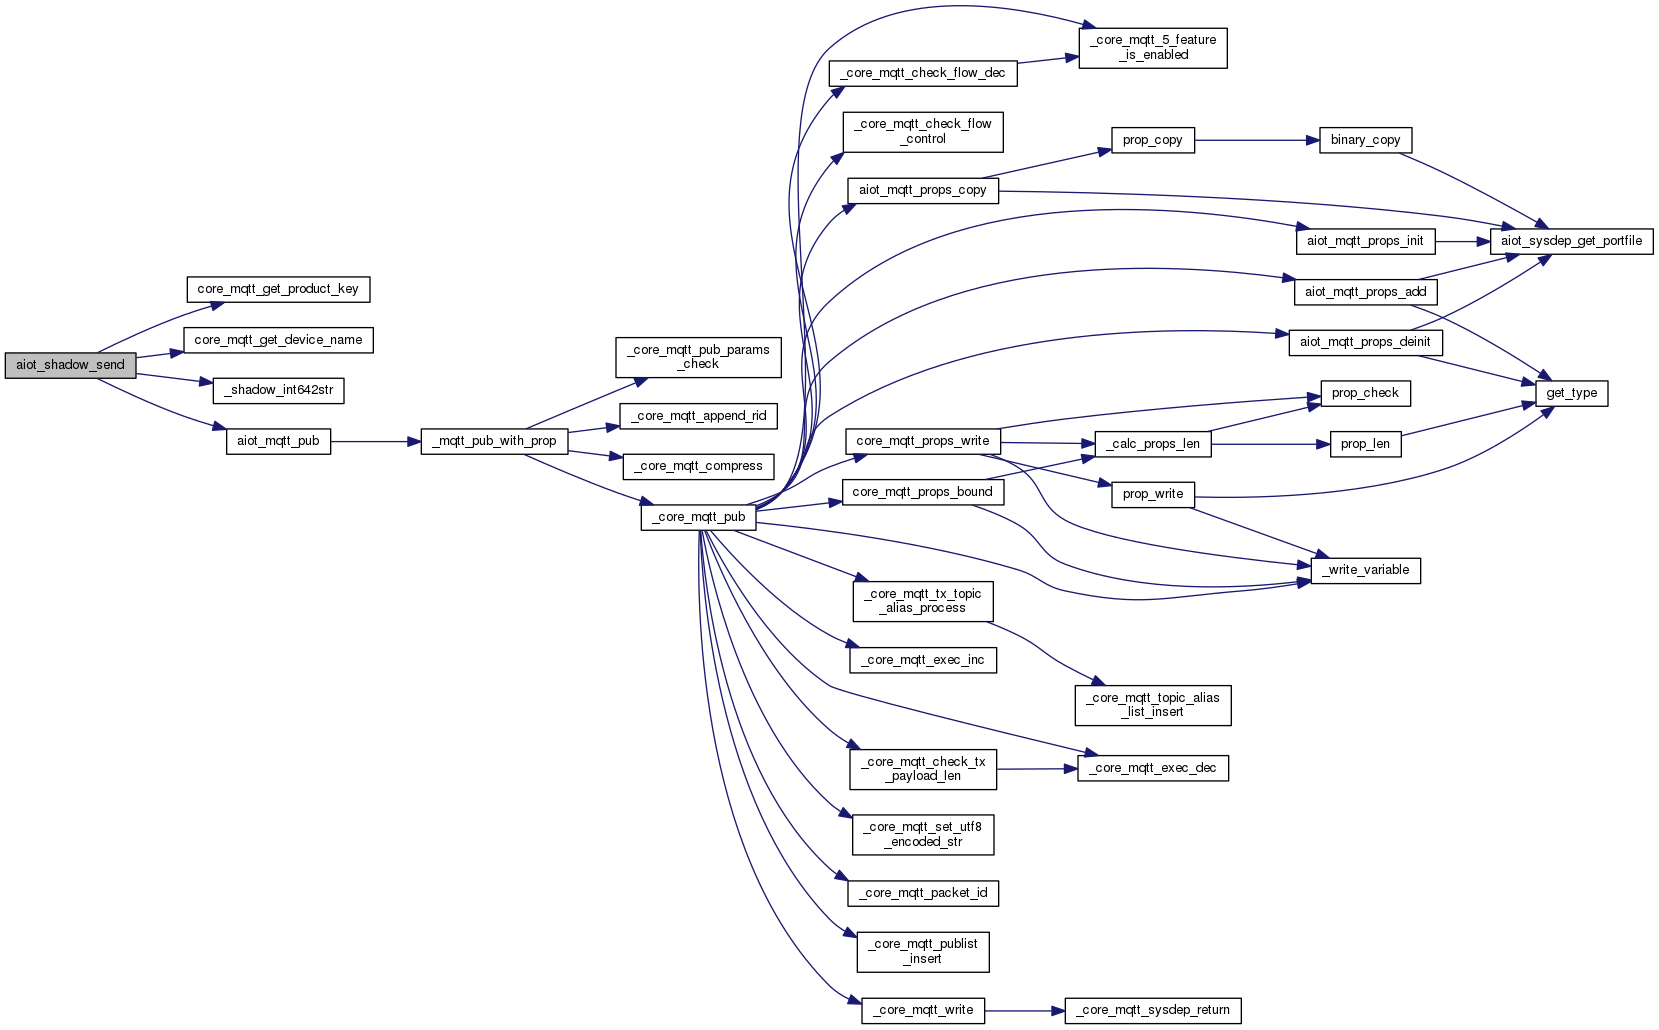 aiot_shadow_send
core_mqtt_get_product_key
core_mqtt_get_device_name
_shadow_int642str
aiot_mqtt_pub
_mqtt_pub_with_prop
_core_mqtt_pub_params
_check
_core_mqtt_append_rid
_core_mqtt_compress
_core_mqtt_pub
_core_mqtt_5_feature
_is_enabled
_core_mqtt_check_flow_dec
_core_mqtt_check_flow
_control
aiot_mqtt_props_copy
prop_copy
binary_copy
aiot_sysdep_get_portfile
aiot_mqtt_props_init
aiot_mqtt_props_add
aiot_mqtt_props_deinit
get_type
core_mqtt_props_write
prop_check
_calc_props_len
prop_len
core_mqtt_props_bound
prop_write
_write_variable
_core_mqtt_tx_topic
_alias_process
_core_mqtt_exec_inc
_core_mqtt_topic_alias
_list_insert
_core_mqtt_check_tx
_payload_len
_core_mqtt_exec_dec
_core_mqtt_set_utf8
_encoded_str
_core_mqtt_packet_id
_core_mqtt_publist
_insert
_core_mqtt_write
_core_mqtt_sysdep_return